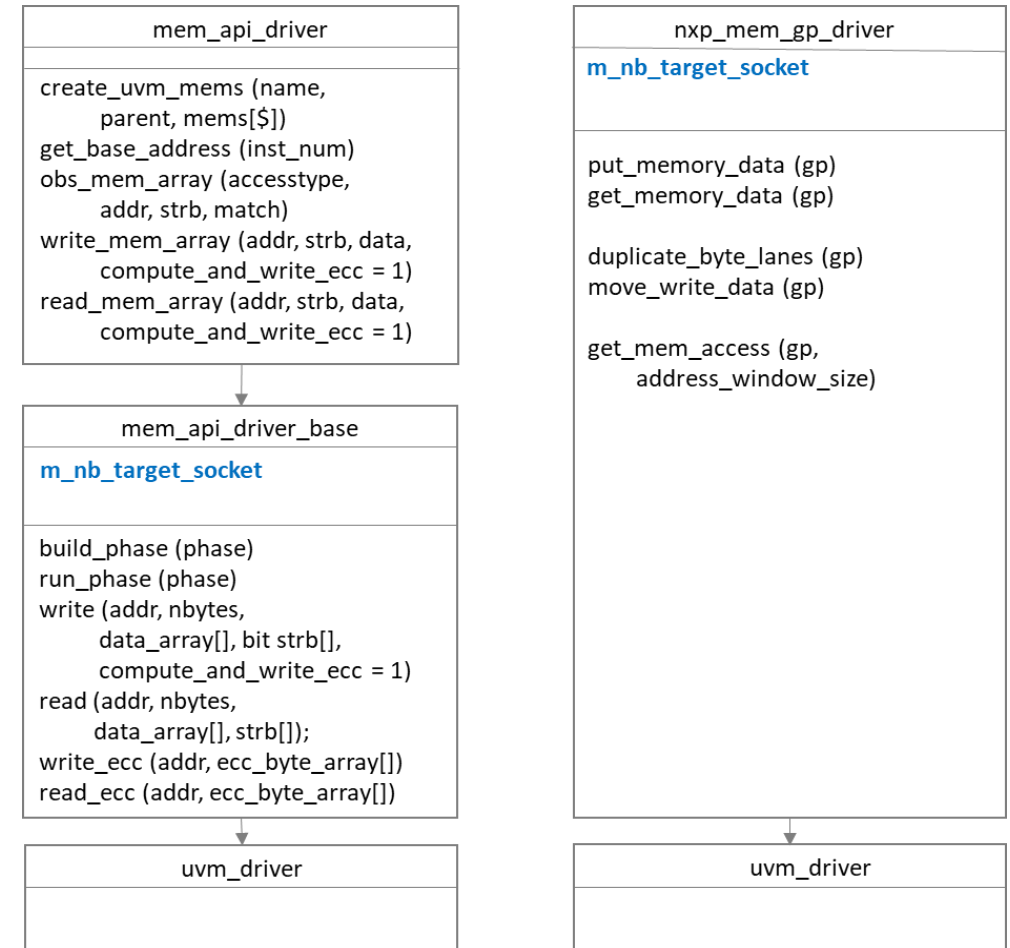 mem_api_driver
create_uvm_mems (name,
parent, mems[$])
get_base_address (inst_num)
obs_mem_array (accesstype,
addr, strb, match)
write_mem_array (addr, strb, data,
compute_and_write_ecc = 1)
read_mem_array (addr, strb, data,
compute_and_write_ecc = 1)
mem_api_driver_base
m_nb_target_socket
build_phase (phase)
run_phase (phase)
write (addr, nbytes,
data_array[], bit strb[],
compute_and_write_ecc = 1)
read (addr, nbytes,
data_array[], strb[]);
write_ecc (addr, ecc_byte_array[])
read_ecc (addr, ecc_byte_array[])
uvm_driver
nxp_mem_gp_driver
m_nb_target_socket
put_memory_data (gp)
get_memory_data (gp)
duplicate_byte_lanes (gp)
move_write_data (gp)
get_mem_access (gp,
address_window_size)
uvm_driver